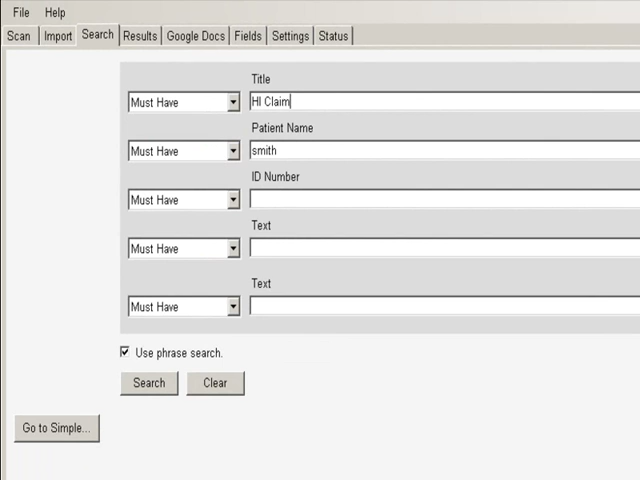 File Help
Scan Import Search Results Google Docs Fields Settings Status
Title
Must Have HI Claim
Patient Name
Must Have smith
ID Number
Must Have
Text
Must Have
Text
Must Have
Use phrase search.
Search Clear
Go to Simple...